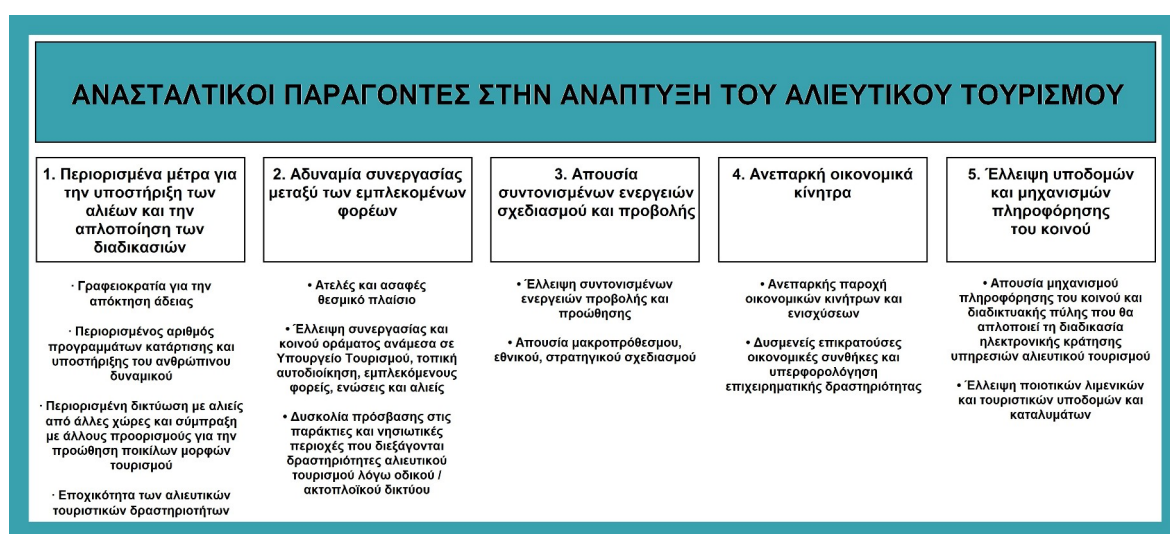 ΑΝΑΣΤΑΛΤΙΚΟΙ ΠΑΡΑΓΟΝΤΕΣ ΣΤΗΝ ΑΝΑΠΤΥΞΗ ΤΟΥ ΑΛΙΕΥΤΙΚΟΥ ΤΟΥΡΙΣΜΟΥ
1. Περιορισμένα μέτρα για
την υποστήριξη των
αλιέων και την
απλοποίηση των
διαδικασιών
· Γραφειοκρατία για την
απόκτηση άδειας
· Περιορισμένος αριθμός
προγραμμάτων κατάρτισης και
υποστήριξης του ανθρώπινου
δυναμικού
· Περιορισμένη δικτύωση με αλιείς
από άλλες χώρες και σύμπραξη
με άλλους προορισμούς για την
προώθηση ποικίλων μορφών
τουρισμού
· Εποχικότητα των αλιευτικών
τουριστικών δραστηριοτήτων
2. Αδυναμία συνεργασίας
μεταξύ των εμπλεκομένων
φορέων
• Ατελές και ασαφές
θεσμικό πλαίσιο
• Έλλειψη συνεργασίας και
κοινού οράματος ανάμεσα σε
Υπουργείο Τουρισμού, τοπική
αυτοδιοίκηση, εμπλεκόμενους
φορείς, ενώσεις και αλιείς
• Δυσκολία πρόσβασης στις
παράκτιες και νησιωτικές
περιοχές που διεξάγονται
δραστηριότητες αλιευτικού
τουρισμού λόγω οδικού /
ακτοπλοϊκού δικτύου
3. Απουσία
συντονισμένων ενεργειών
σχεδιασμού και προβολής
• Έλλειψη συντονισμένων
ενεργειών προβολής και
προώθησης
• Απουσία μακροπρόθεσμου,
εθνικού, στρατηγικού σχεδιασμού
4. Ανεπαρκή οικονομικά
κίνητρα
• Ανεπαρκής παροχή
οικονομικών κινήτρων και
ενισχύσεων
• Δυσμενείς επικρατούσες
οικονομικές συνθήκες και
υπερφορολόγηση
επιχειρηματικής δραστηριότητας
5. Έλλειψη υποδομών
και μηχανισμών
πληροφόρησης
του κοινού
• Απουσία μηχανισμού
πληροφόρησης του κοινού και
διαδικτυακής πύλης που θα
απλοποιεί τη διαδικασία
ηλεκτρονικής κράτησης
υπηρεσιών αλιευτικού τουρισμού
• Έλλειψη ποιοτικών λιμενικών
και τουριστικών υποδομών και
καταλυμάτων